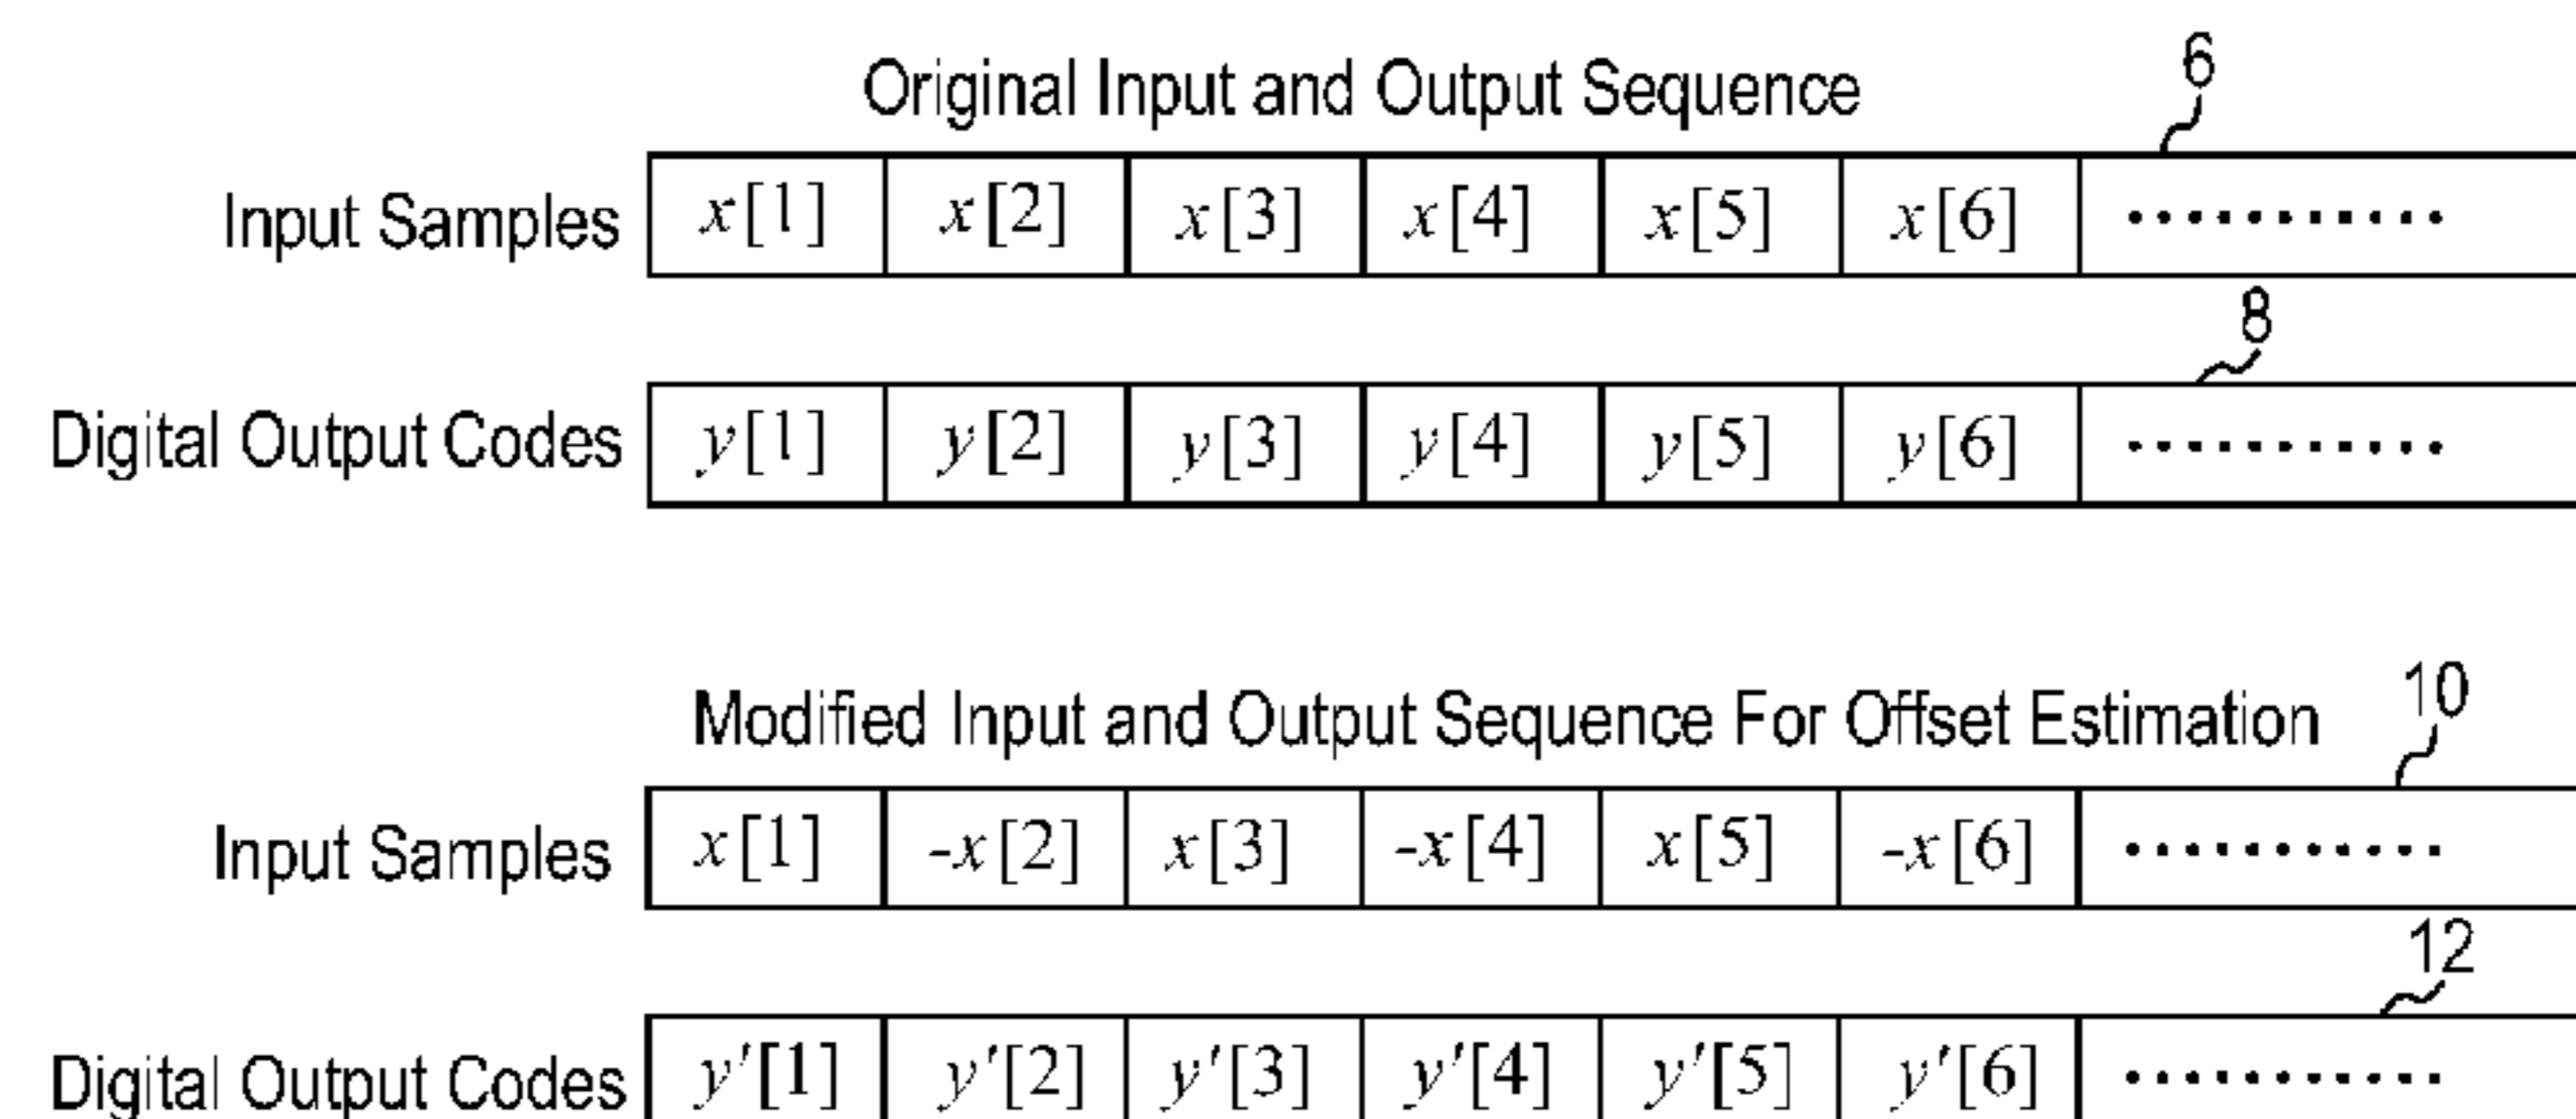 6
Original Input and Output Sequence
Input Samples x[1] x[2] x[3] x[4] x[5] x[6] ...........
8
Digital Output Codes y[1] y[2] y[3] y[4] y[5] y[6] ...........
10
Modified Input and Output Sequence For Offset Estimation
Input Samples x[1] -x[2] x[3] -x[4] x[5] -x[6] ...........
12
Digital Output Codes y'[1] y'[2] y'[3] y'[4] y'[5] y'[6] ...........